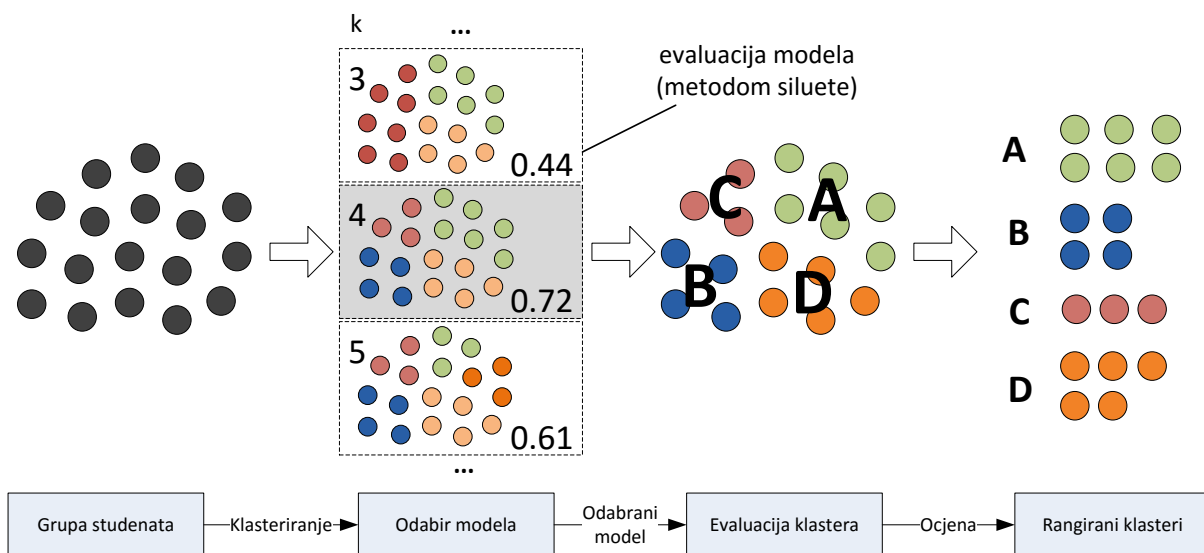 k
...
3
0.44
evaluacija modela
(metodom siluete)
4
0.72
5
0.61
...
C
A
B
D
A
B
C
D
Grupa studenata
Klasteriranje
Odabir modela
Odabrani
model
Evaluacija klastera
Ocjena
Rangirani klasteri